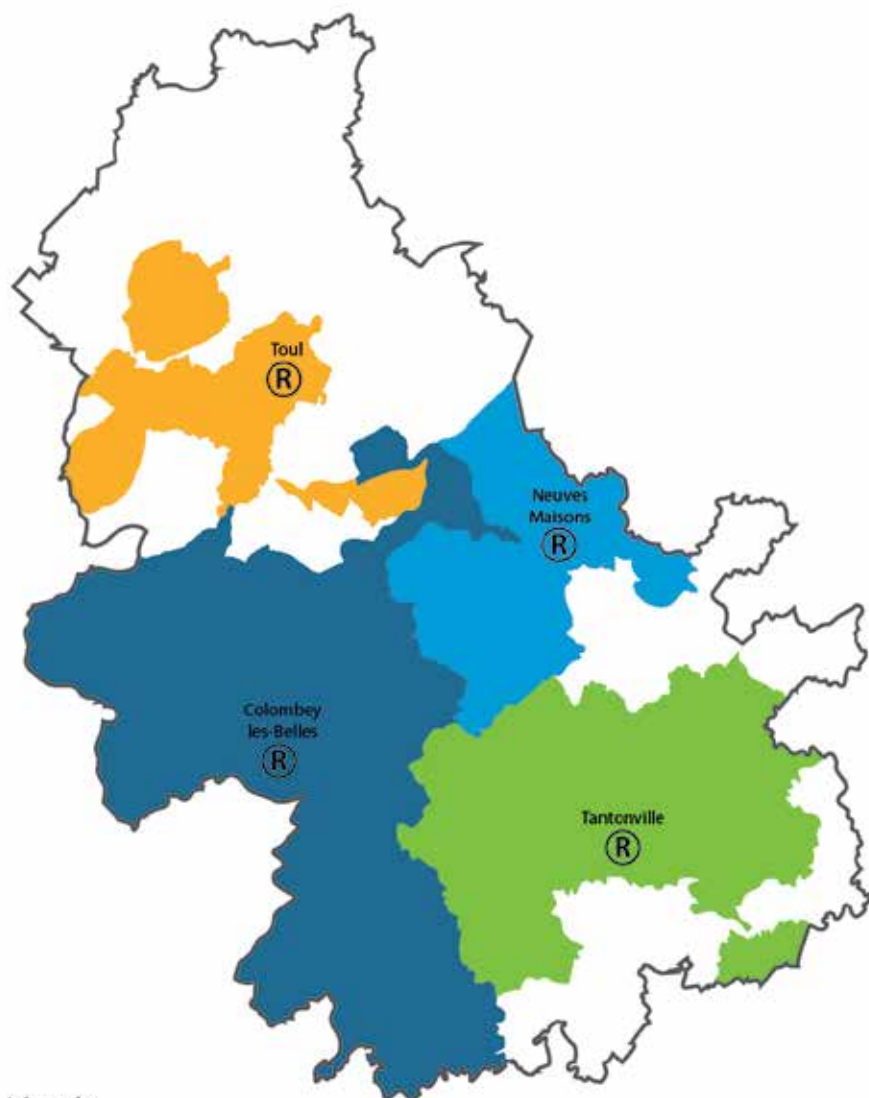 Toul
R
Neuves
Maisons
R
Colombey
les-Belles
R
Tantonville
R